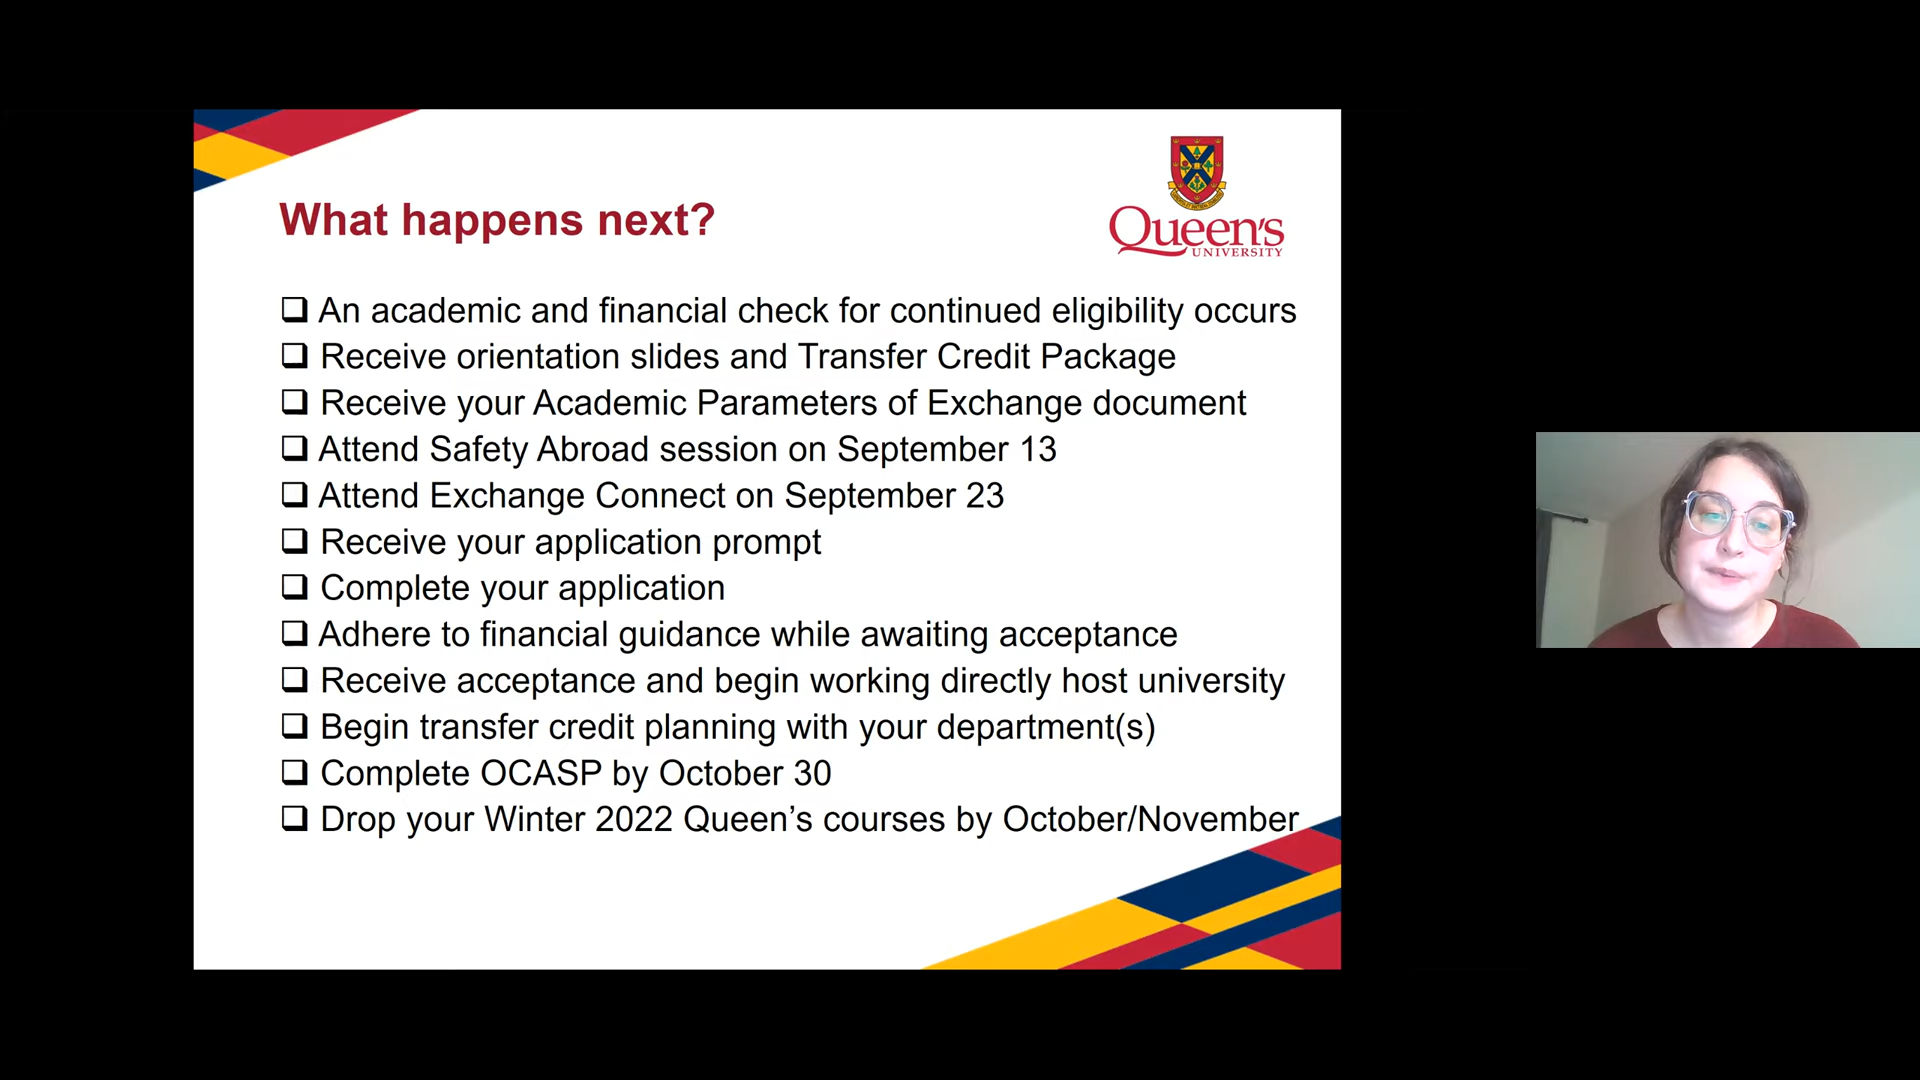 Queen's
UNIVERSITY
What happens next?
❑ An academic and financial check for continued eligibility occurs
❑ Receive orientation slides and Transfer Credit Package
❑ Receive your Academic Parameters of Exchange document
❑ Attend Safety Abroad session on September 13
❑ Attend Exchange Connect on September 23
❑ Receive your application prompt
❑ Complete your application
❑ Adhere to financial guidance while awaiting acceptance
❑ Receive acceptance and begin working directly host university
❑ Begin transfer credit planning with your department(s)
❑ Complete OCASP by October 30
❑ Drop your Winter 2022 Queen’s courses by October/November